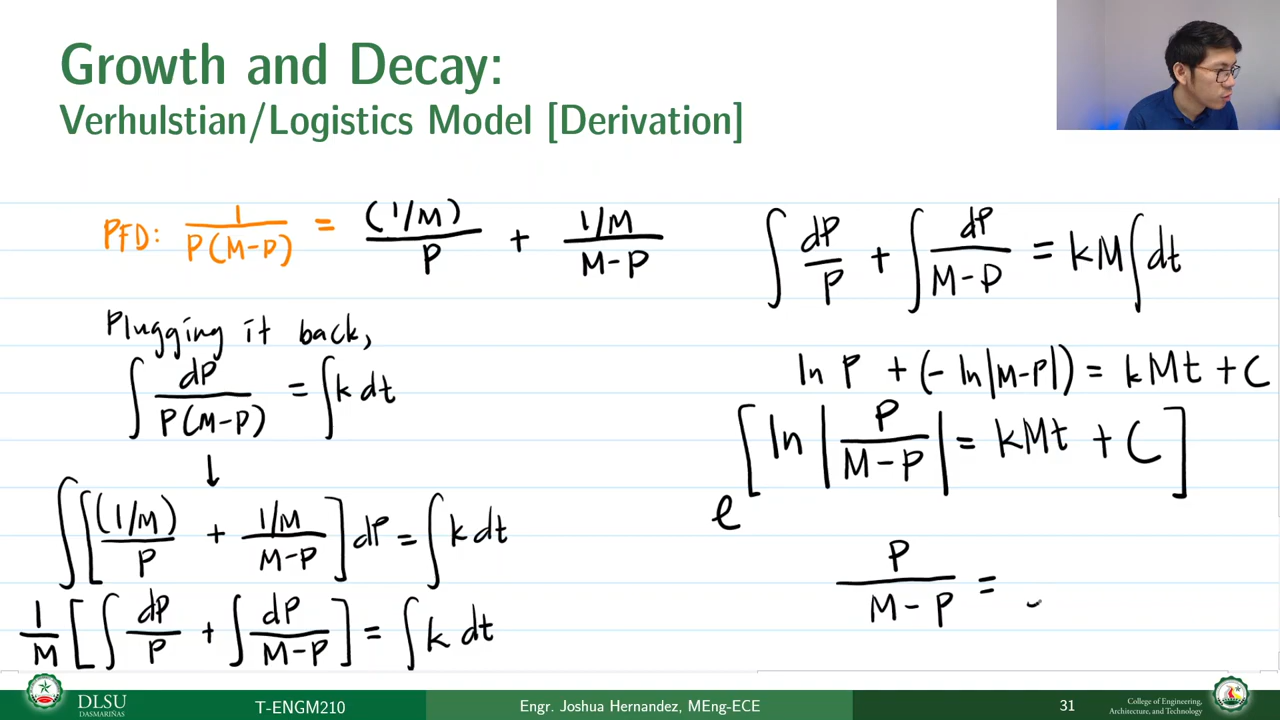 Growth and Decay:
Verhulstian/Logistics Model [Derivation]
PFD: 1/(P(M-P)) = (1/M)/P + (1/M)/(M-P)
Plugging it back,
∫ dP/(P(M-P)) = ∫ k dt
↓
∫ [(1/M)/P + (1/M)/(M-P)] dP = ∫ k dt
1/M [∫ dP/P + ∫ dP/(M-P)] = ∫ k dt
∫ dP/P + ∫ dP/(M-P) = kM ∫ dt
ln P + (- ln|M-P|) = kMt + C
e [ln |P/(M-P)| = kMt + C]
P/(M-P) =
DLSU
DASMARIÑAS
T-ENGM210
Engr. Joshua Hernandez, MEng-ECE
31
College of Engineering,
Architecture, and Technology